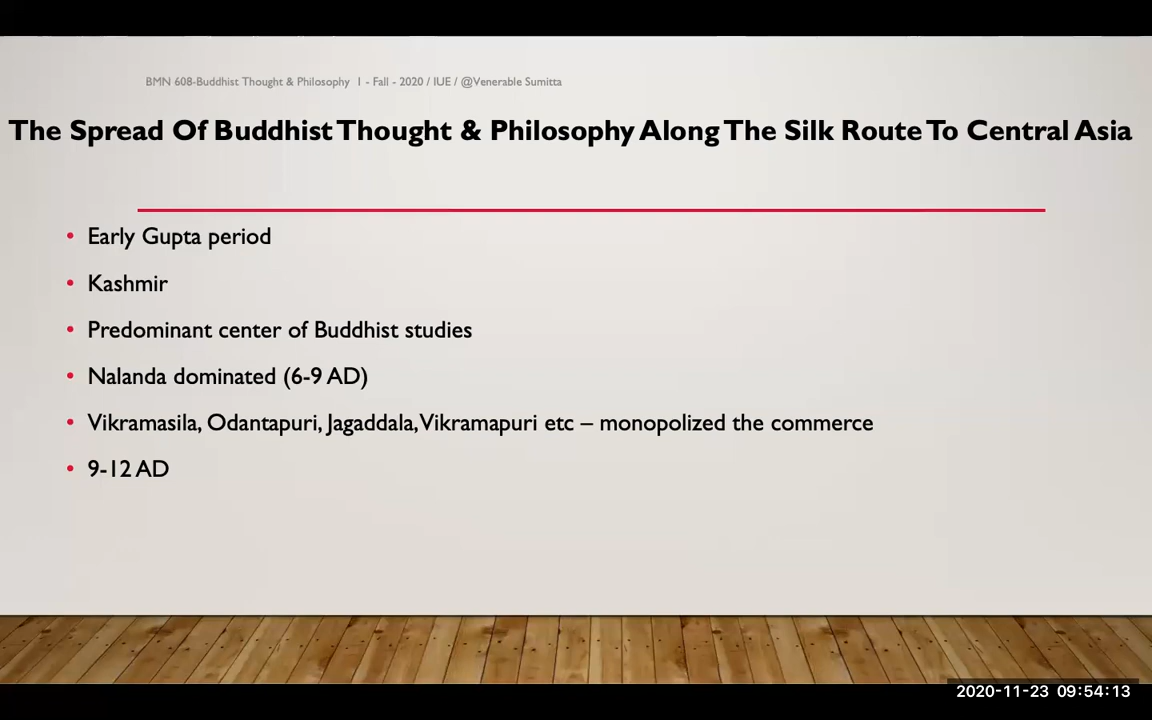 BMN 608-Buddhist Thought & Philosophy 1 - Fall - 2020 / IUE / @Venerable Sumitta
The Spread Of Buddhist Thought & Philosophy Along The Silk Route To Central Asia
• Early Gupta period
• Kashmir
• Predominant center of Buddhist studies
• Nalanda dominated (6-9 AD)
• Vikramasila, Odantapuri, Jagaddala, Vikramapuri etc – monopolized the commerce
• 9-12 AD
2020-11-23 09:54:13